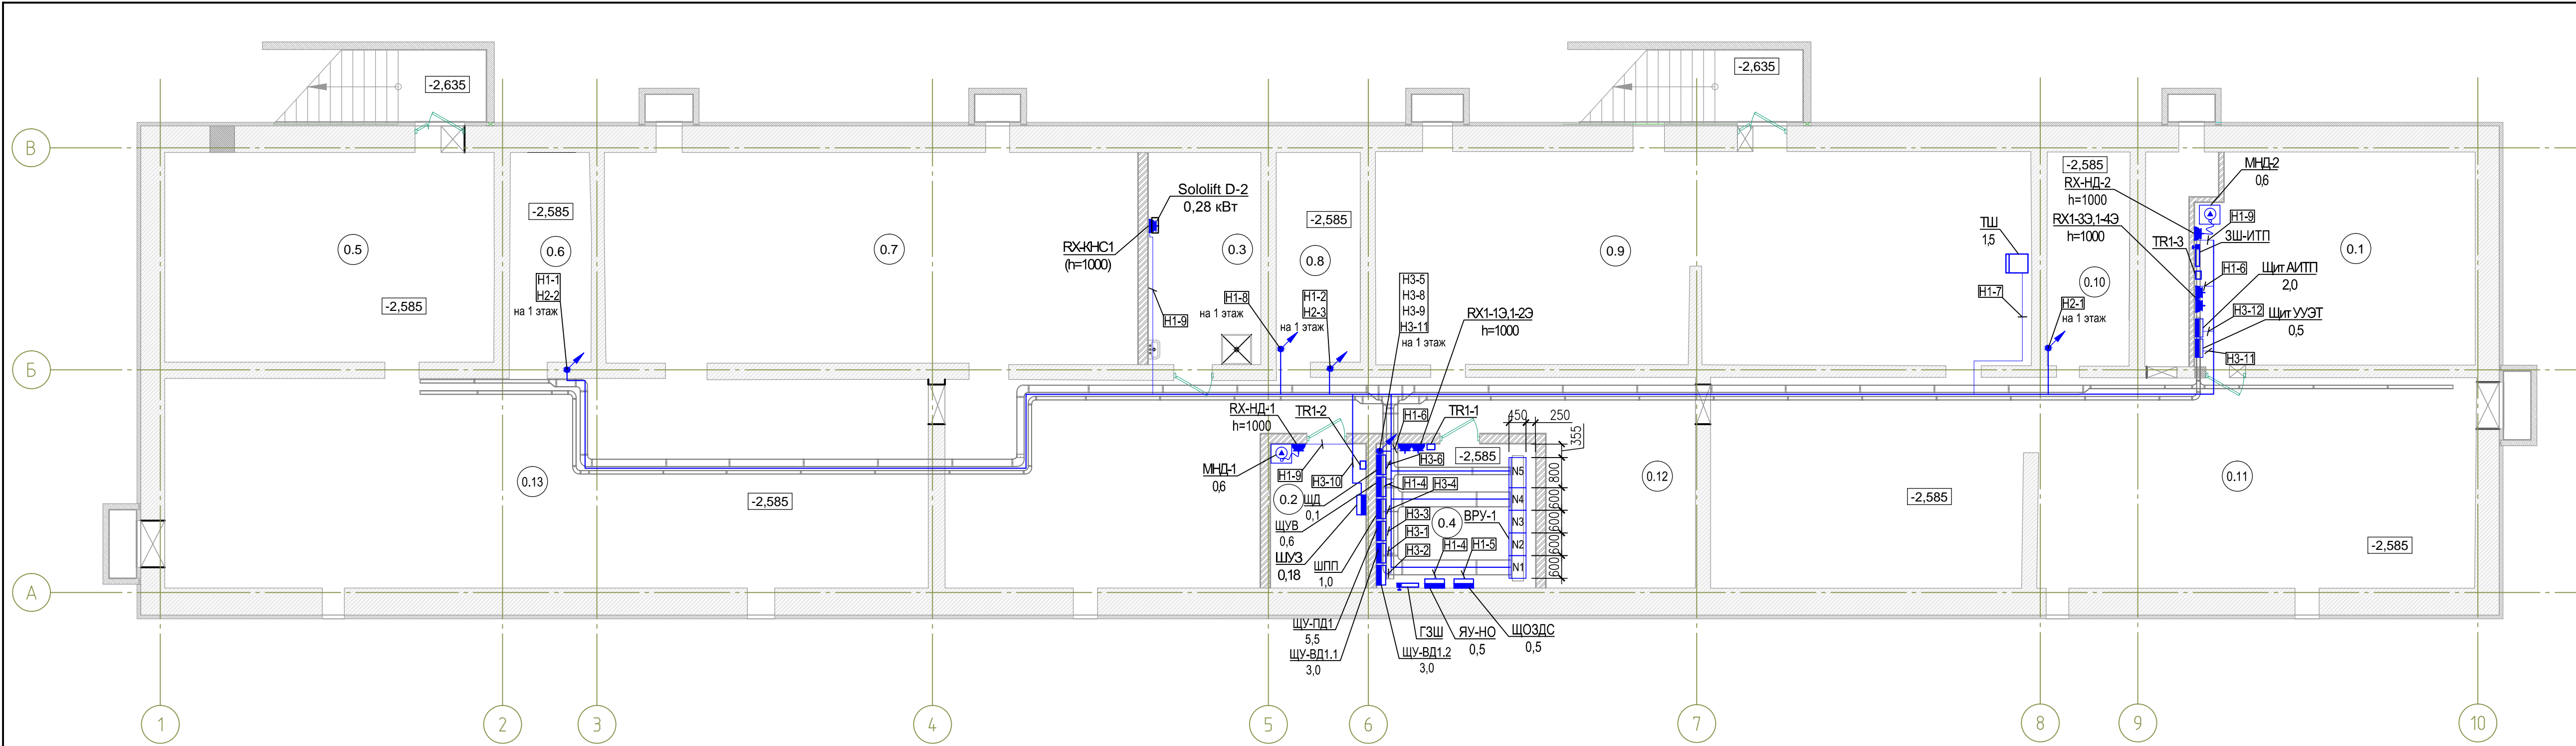 -2,635
-2,635
В
Б
А
0.5
-2,585
-2,585
0.6
Н1-1
Н2-2
на 1 этаж
0.7
Sololift D-2
0,28 кВт
RX-КНС1
(h=1000)
Н1-9
0.3
Н1-8
на 1 этаж
-2,585
0.8
Н1-2
Н2-3
на 1 этаж
Н3-5
Н3-8
Н3-9
Н3-11
на 1 этаж
RX1-1Э,1-2Э
h=1000
0.9
ТШ
1,5
Н1-7
-2,585
0.10
Н2-1
на 1 этаж
RX-НД-2
h=1000
RX1-3Э,1-4Э
h=1000
TR1-3
МНД-2
0,6
Н1-9
ЗШ-ИТП
0.1
Н1-6
Щит АИТП
2,0
Н3-12
Щит УУЭТ
0,5
Н3-11
RX-НД-1
h=1000
TR1-2
Н1-6
TR1-1
450
250
355
МНД-1
0,6
Н1-9
Н3-10
Н3-6
-2,585
0.2
ЩД
0,1
ЩУВ
0,6
ШУЗ
0,18
ШПП
1,0
Н1-4
Н3-4
Н3-3
Н3-1
Н3-2
0.4
ВРУ-1
Н1-4
Н1-5
N5
N4
N3
N2
N1
800
600
600
600
600
0.13
-2,585
0.12
-2,585
0.11
-2,585
ЩУ-ПД1
5,5
ЩУ-ВД1.1
3,0
ЩУ-ВД1.2
3,0
ГЗШ
ЯУ-НО
0,5
ЩОЗДС
0,5
1
2
3
4
5
6
7
8
9
10